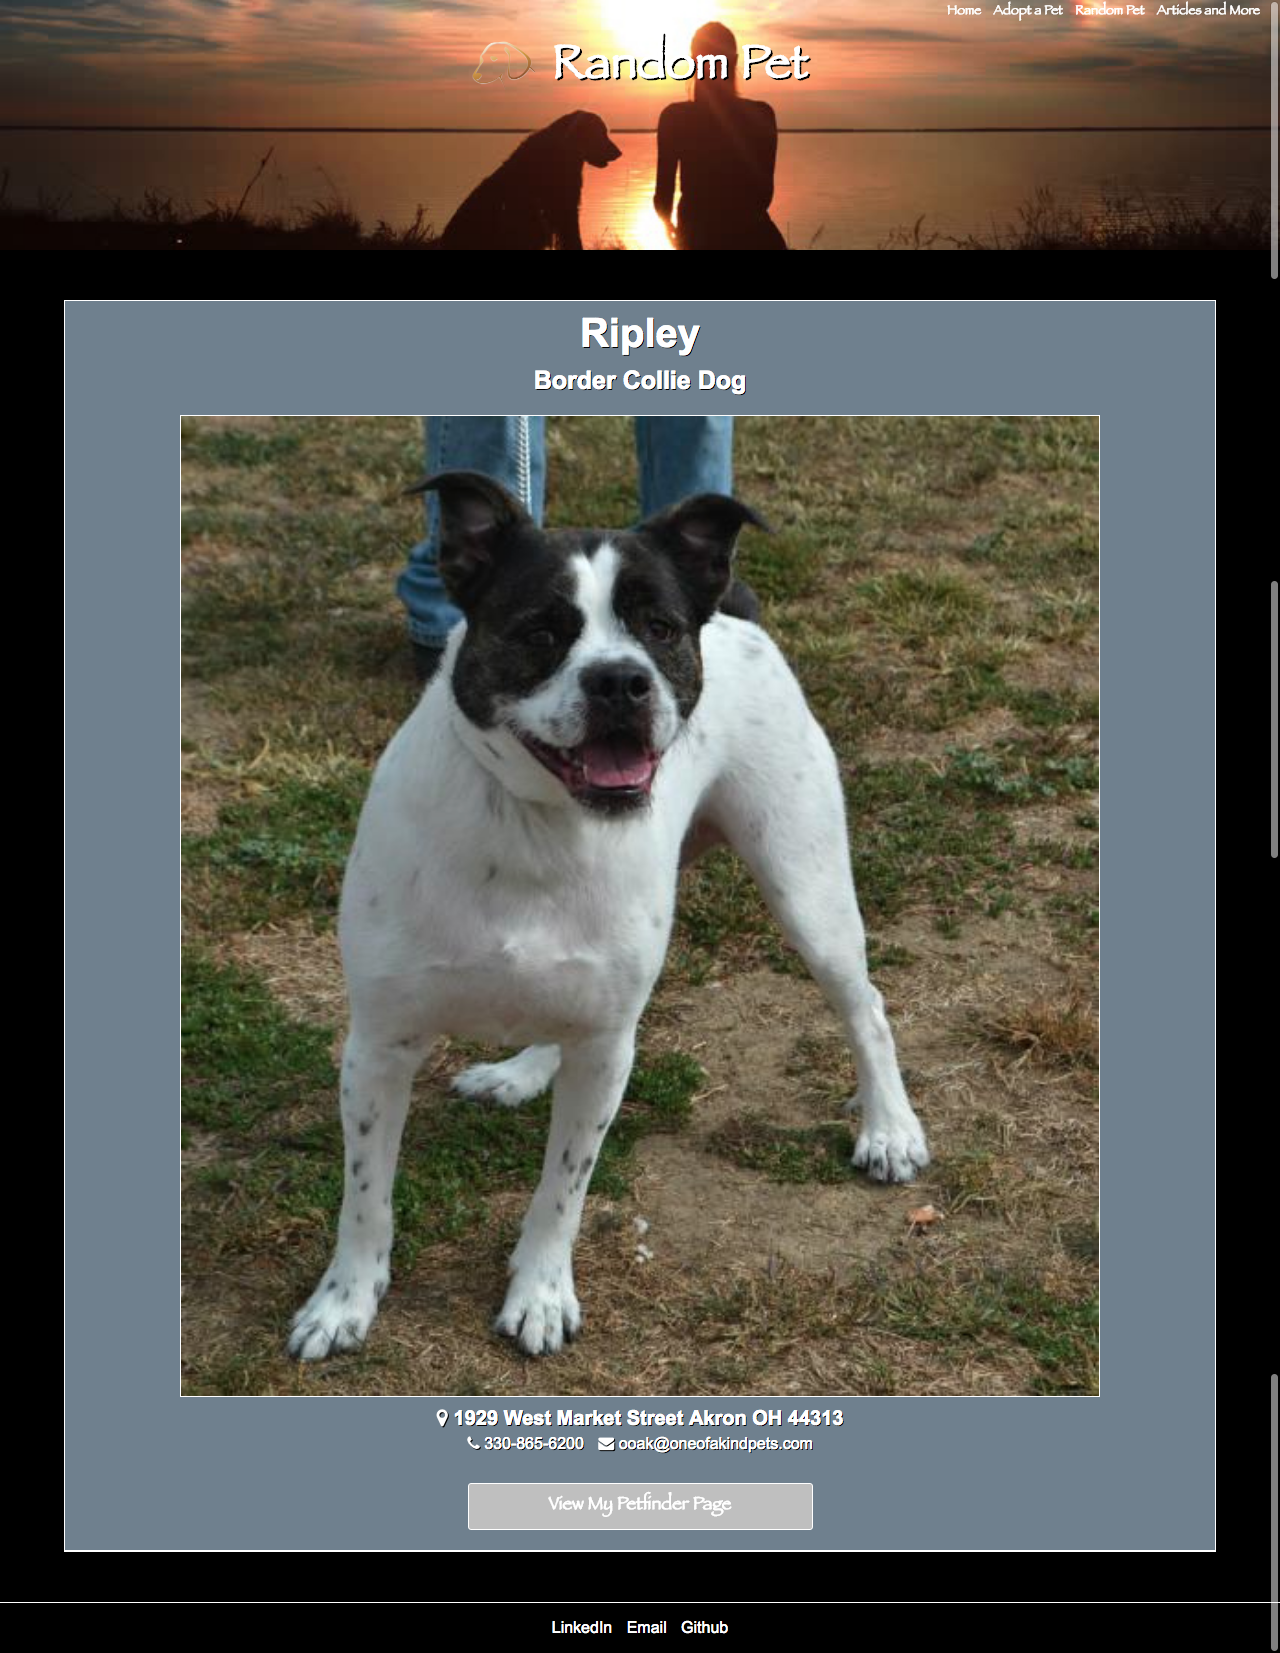 Home Adopt a Pet Random Pet Articles and More
Random Pet
Ripley
Border Collie Dog
1929 West Market Street Akron OH 44313
330-865-6200 ooak@oneofakindpets.com
View My Petfinder Page
LinkedIn Email Github